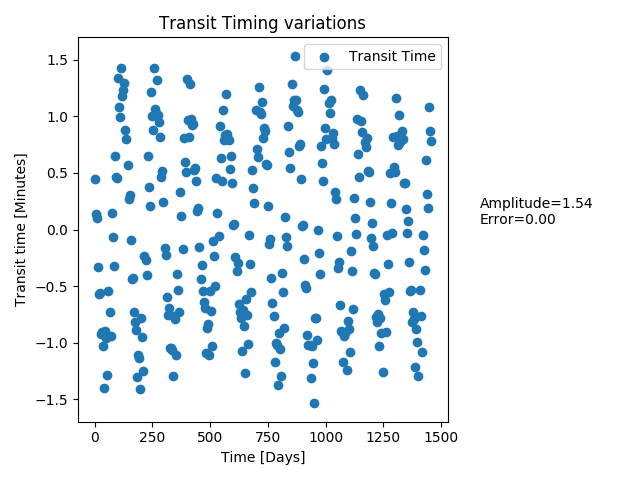 Transit Timing variations
Transit Time
Transit time [Minutes]
1.5
1.0
0.5
0.0
−0.5
−1.0
−1.5
0
250
500
750
1000
1250
1500
Time [Days]
Amplitude=1.54
Error=0.00